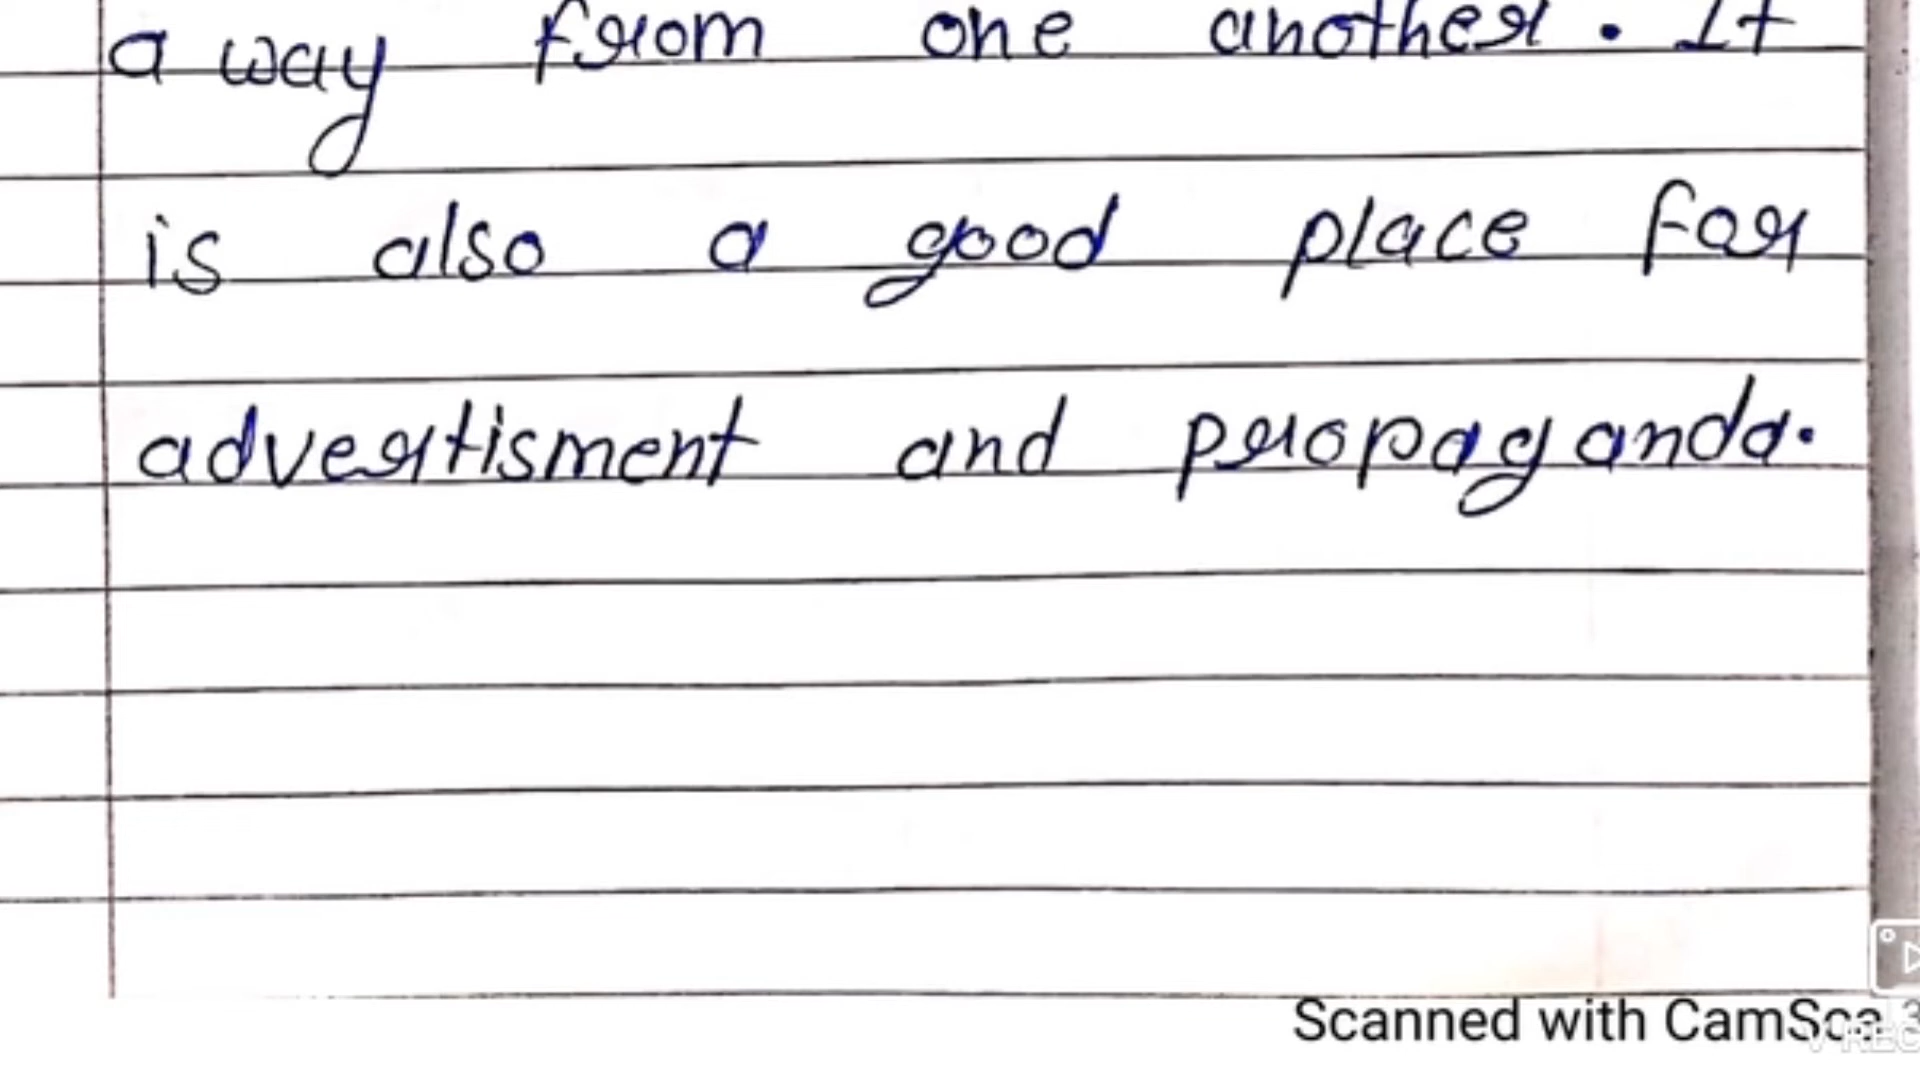 a way from one another. It
is also a good place for
advertisment and propaganda.
Scanned with CamSca